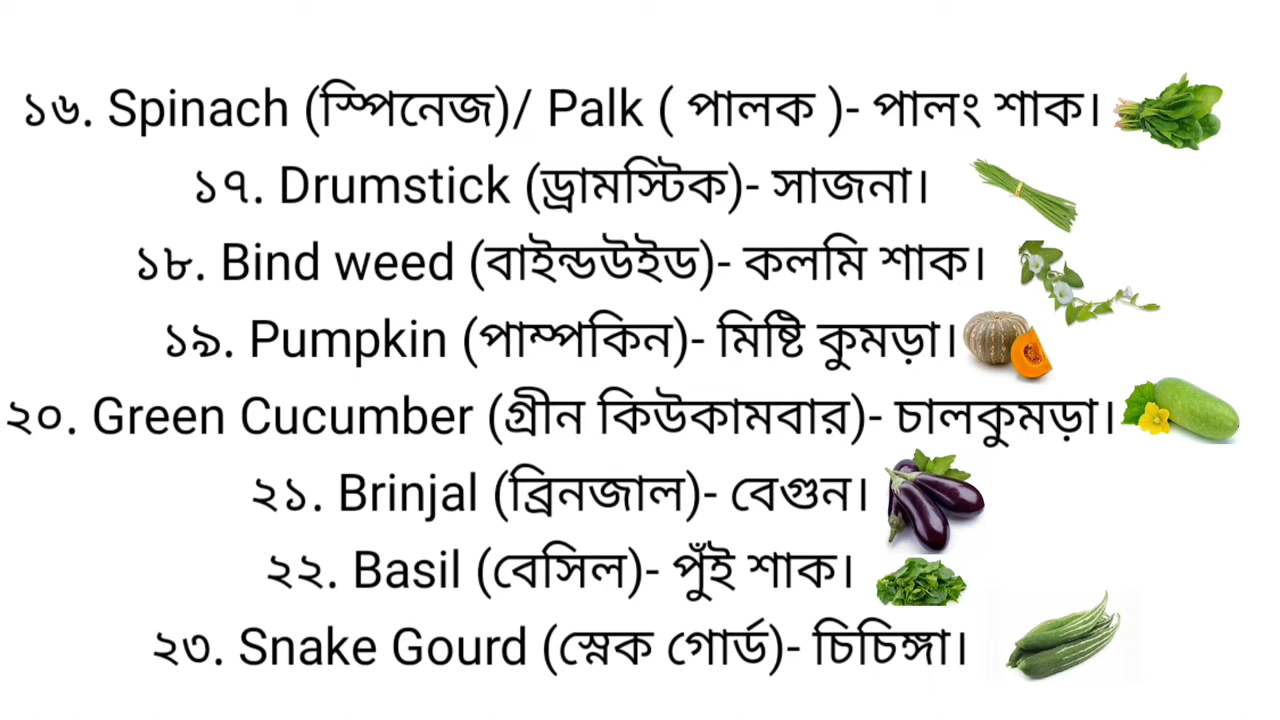 ১৬. Spinach (স্পিনেজ)/ Palk ( পালক )- পালং শাক।
১৭. Drumstick (ড্রামস্টিক)- সাজনা।
১৮. Bind weed (বাইন্ডউইড)- কলমি শাক।
১৯. Pumpkin (পাম্পকিন)- মিষ্টি কুমড়া।
২০. Green Cucumber (গ্রীন কিউকামবার)- চালকুমড়া।
২১. Brinjal (ব্রিনজাল)- বেগুন।
২২. Basil (বেসিল)- পুঁই শাক।
২৩. Snake Gourd (স্নেক গোর্ড)- চিচিঙ্গা।